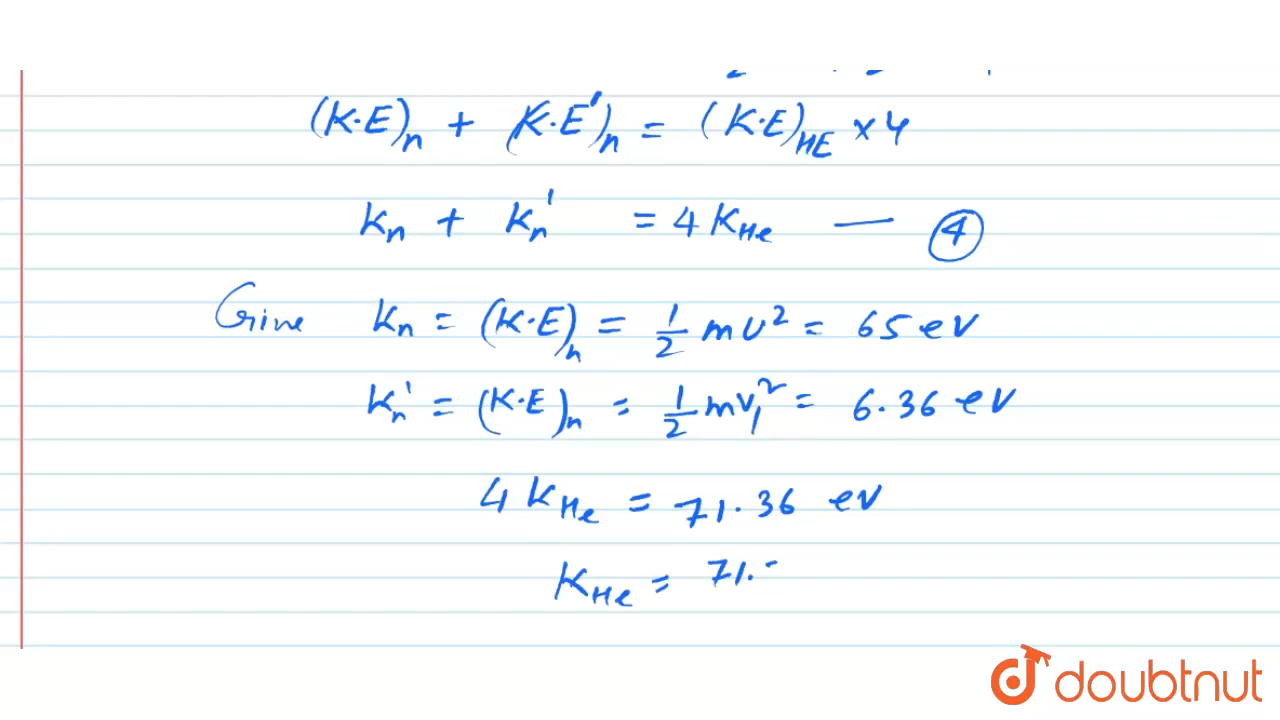 (K.E)n + (K.E')n = (K.E)HE × 4
Kn + Kn' = 4 KHe — ④
Give Kn = (K.E)n = 1/2 mu² = 65 eV
Kn' = (K.E)n = 1/2 mv₁² = 6.36 eV
4 KHe = 71.36 eV
KHe = 71.
doubtnut